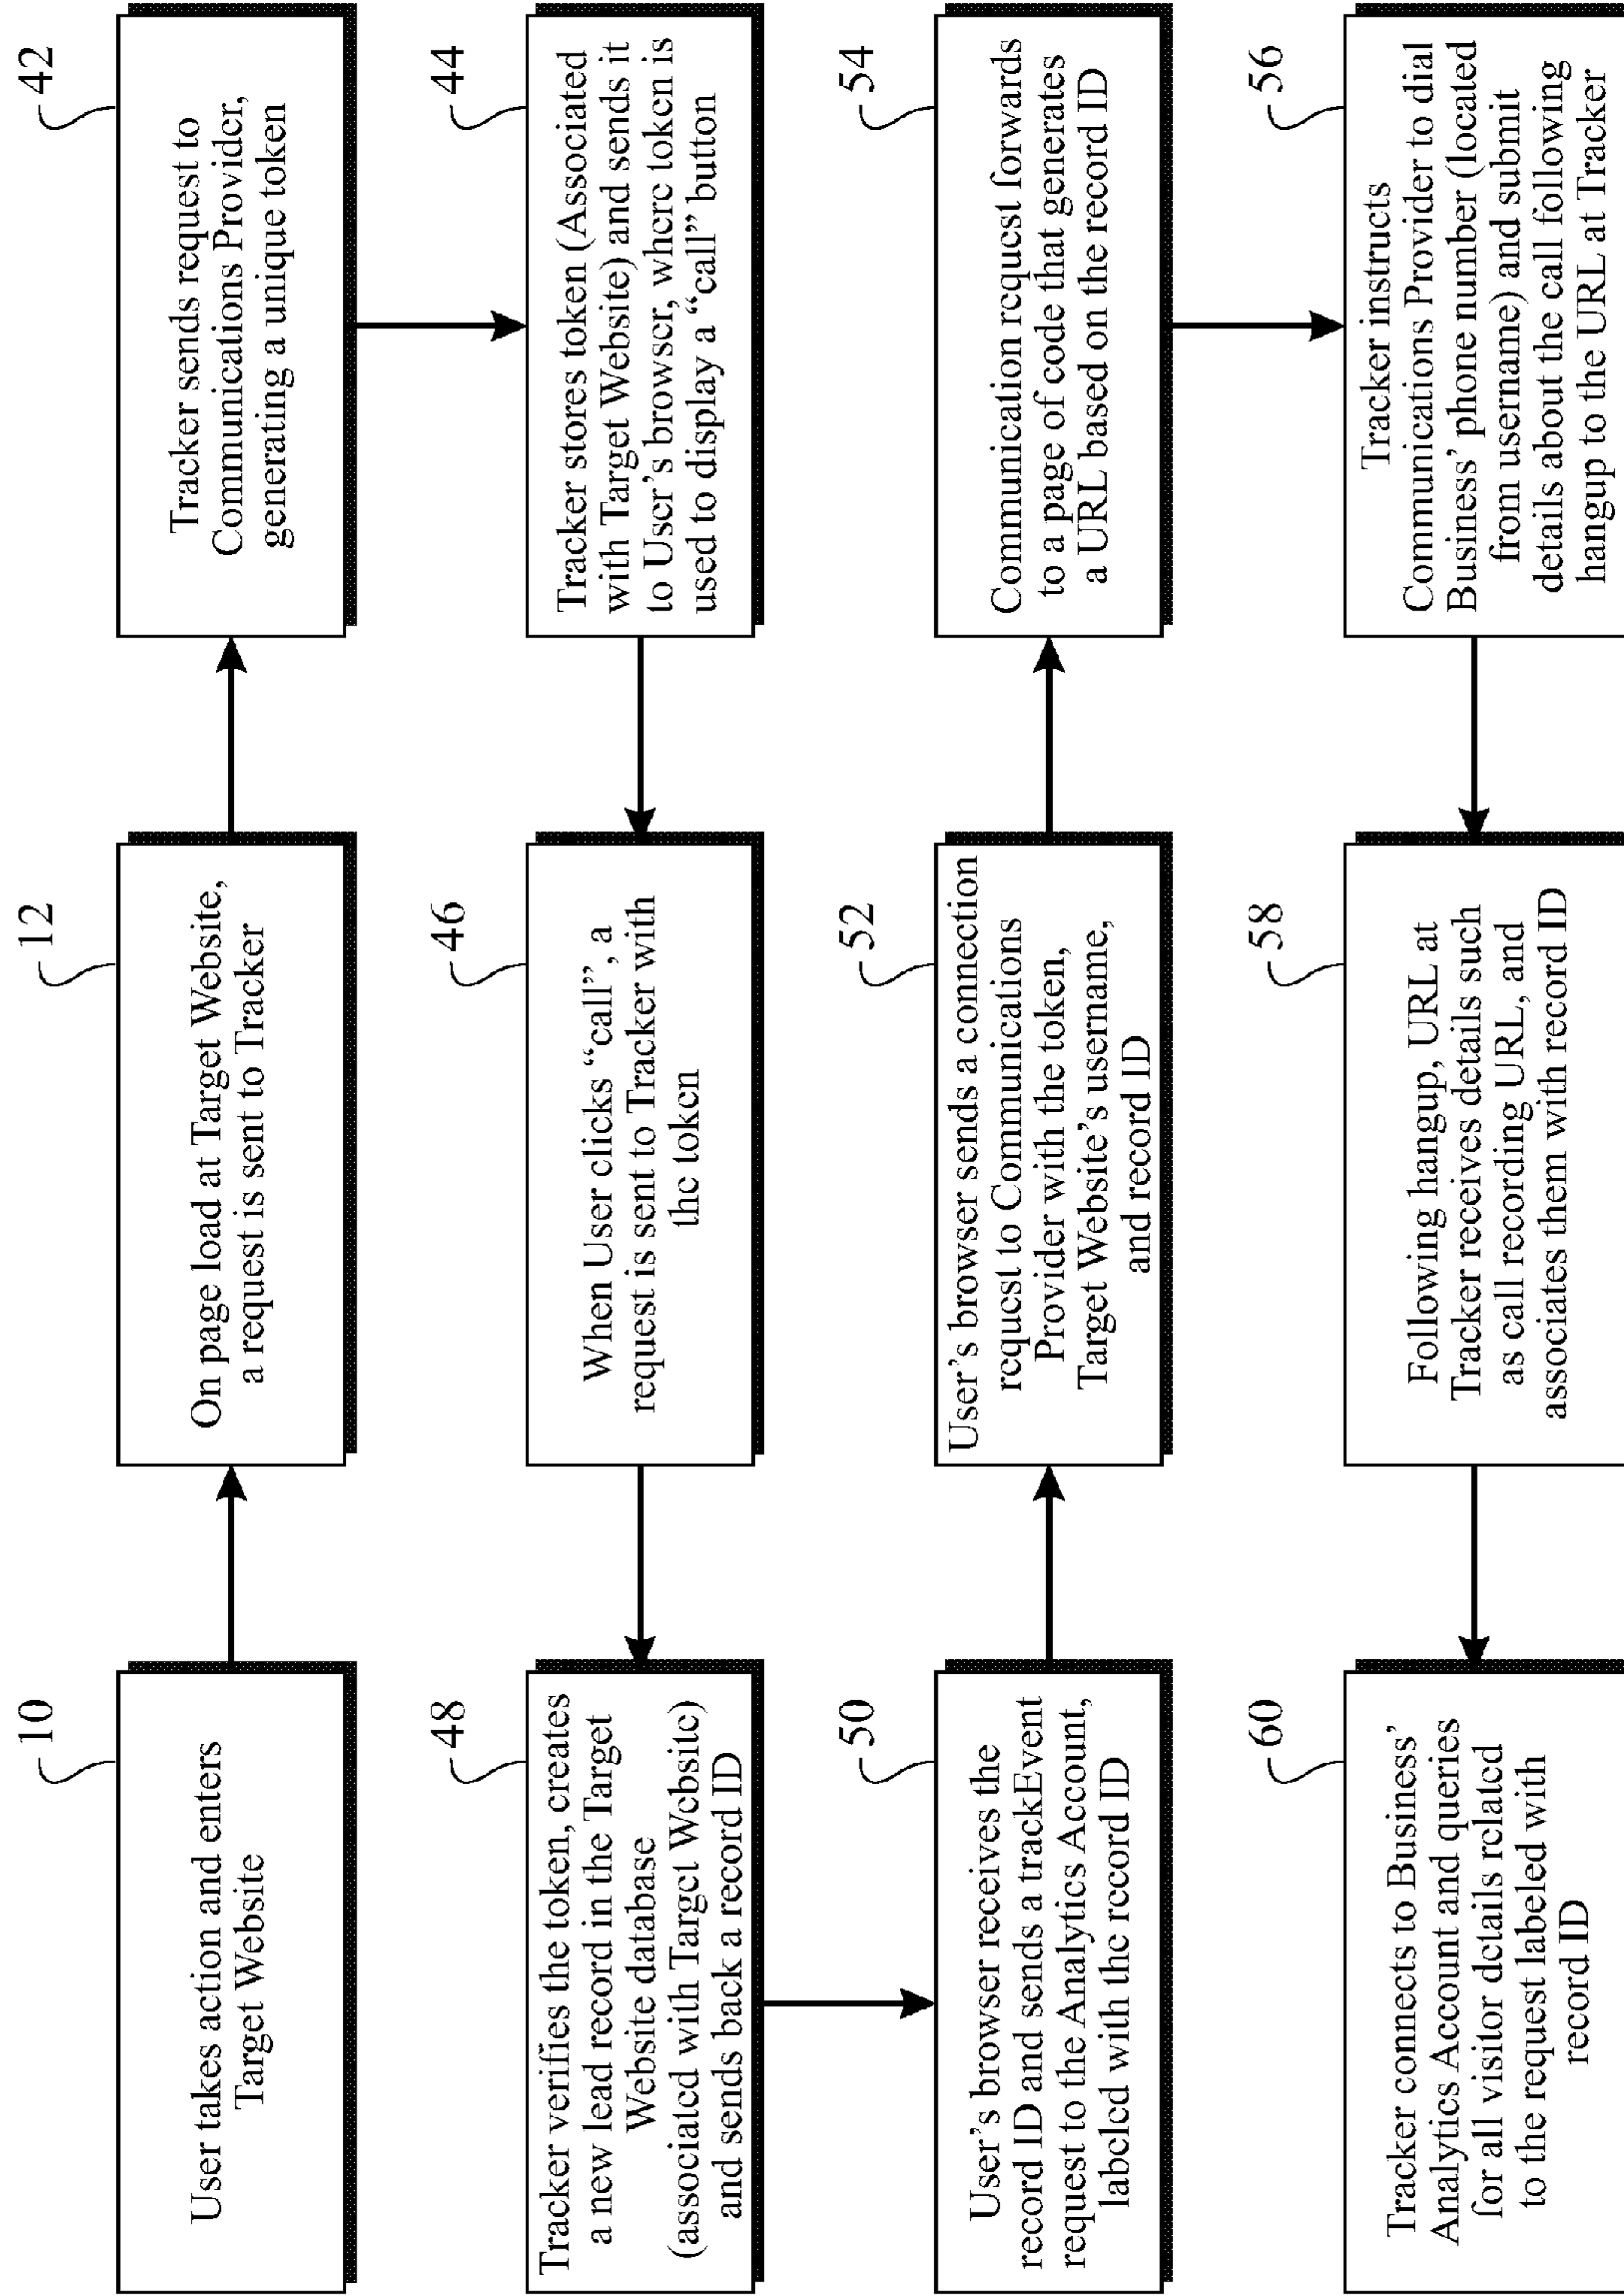 10
User takes action and enters
Target Website
12
On page load at Target Website,
a request is sent to Tracker
42
Tracker sends request to
Communications Provider,
generating a unique token
44
Tracker stores token (Associated
with Target Website) and sends it
to User's browser, where token is
used to display a “call” button
46
When User clicks “call”, a
request is sent to Tracker with
the token
48
Tracker verifies the token, creates
a new lead record in the Target
Website database
(associated with Target Website)
and sends back a record ID
50
User's browser receives the
record ID and sends a trackEvent
request to the Analytics Account,
labeled with the record ID
52
User's browser sends a connection
request to Communications
Provider with the token,
Target Website's username,
and record ID
54
Communication request forwards
to a page of code that generates
a URL based on the record ID
56
Tracker instructs
Communications Provider to dial
Business' phone number (located
from username) and submit
details about the call following
hangup to the URL at Tracker
58
Following hangup, URL at
Tracker receives details such
as call recording URL, and
associates them with record ID
60
Tracker connects to Business'
Analytics Account and queries
for all visitor details related
to the request labeled with
record ID